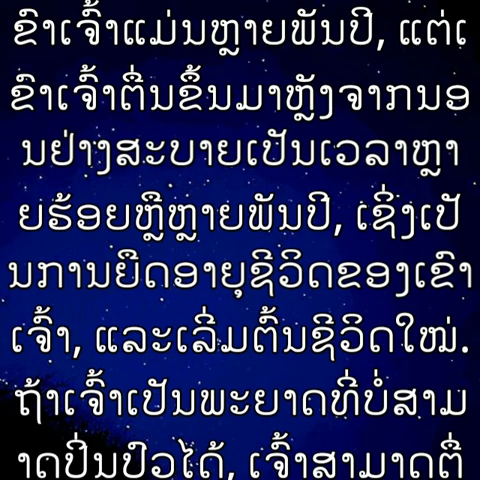 ຂົາເຈົ້າແມ່ນຫຼາຍພັນປີ, ແຕ່ເ
ຂົາເຈົ້າຕື່ນຂຶ້ນມາຫຼັງຈາກນອ
ນຢ່າງສະບາຍເປັນເວລາຫຼາ
ຍຮ້ອຍຫຼືຫຼາຍພັນປີ, ເຊິ່ງເປັ
ນການຍືດອາຍຸຊີວິດຂອງເຂົາ
ເຈົ້າ, ແລະເລີ່ມຕົ້ນຊີວິດໃໝ່.
ຖ້າເຈົ້າເປັນພະຍາດທີ່ບໍ່ສາມ
າດປິ່ນປົວໄດ້, ເຈົ້າສາມາດຕື່